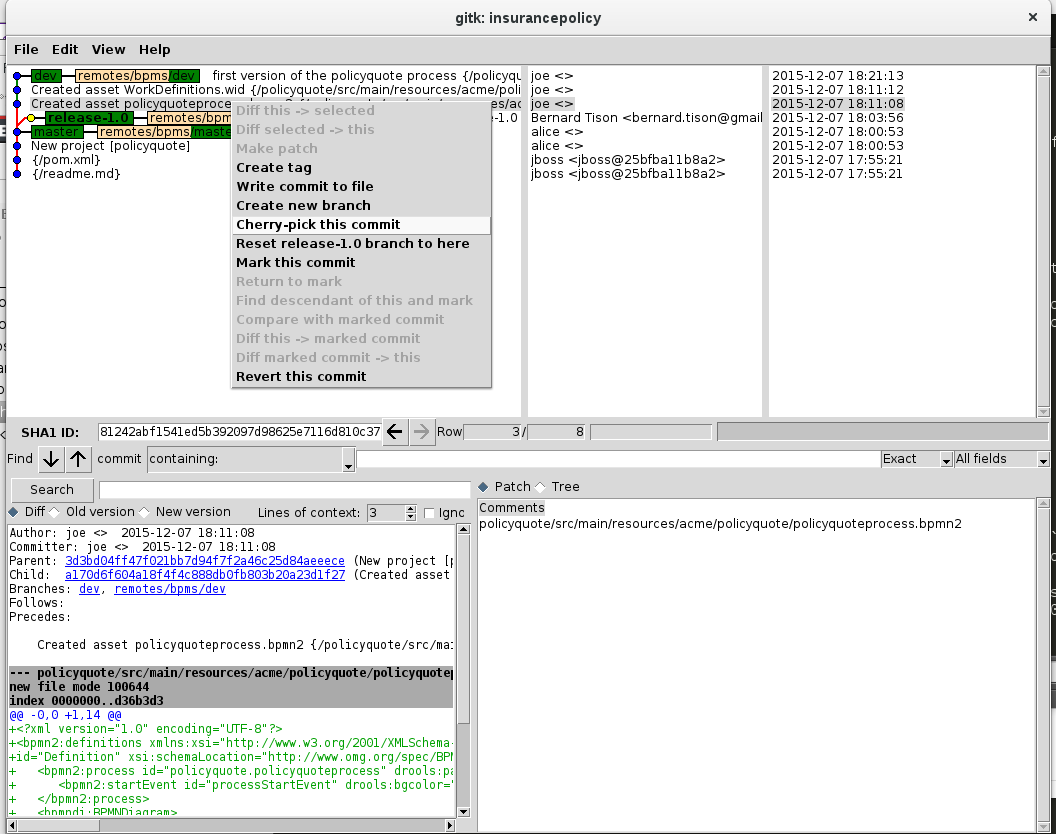 gitk: insurancepolicy
File Edit View Help
dev remotes/bpms/dev first version of the policyquote process {/policyqu joe <> 2015-12-07 18:21:13
Created asset WorkDefinitions.wid {/policyquote/src/main/resources/acme/poli joe <> 2015-12-07 18:11:12
Created asset policyquoteproce joe <> 2015-12-07 18:11:08
release-1.0 remotes/bpm e-1.0 Bernard Tison <bernard.tison@gmail 2015-12-07 18:03:56
master remotes/bpms/maste alice <> 2015-12-07 18:00:53
New project [policyquote] alice <> 2015-12-07 18:00:53
{/pom.xml} jboss <jboss@25bfba11b8a2> 2015-12-07 17:55:21
{/readme.md} jboss <jboss@25bfba11b8a2> 2015-12-07 17:55:21
Diff this -> selected
Diff selected -> this
Make patch
Create tag
Write commit to file
Create new branch
Cherry-pick this commit
Reset release-1.0 branch to here
Mark this commit
Return to mark
Find descendant of this and mark
Compare with marked commit
Diff this -> marked commit
Diff marked commit -> this
Revert this commit
SHA1 ID: 81242abf1541ed5b392097d98625e7116d810c37 Row 3 / 8
Find commit containing: Exact All fields
Search
Patch Tree
Diff Old version New version Lines of context: 3 Ignc
Comments
policyquote/src/main/resources/acme/policyquote/policyquoteprocess.bpmn2
Author: joe <> 2015-12-07 18:11:08
Committer: joe <> 2015-12-07 18:11:08
Parent: 3d3bd04ff47f021bb7d94f7f2a46c25d84aeeece (New project [p
Child: a170d6f604a18f4f4c888db0fb803b20a23d1f27 (Created asset
Branches: dev, remotes/bpms/dev
Follows:
Precedes:
Created asset policyquoteprocess.bpmn2 {/policyquote/src/mai
--- policyquote/src/main/resources/acme/policyquote/policyquotep
new file mode 100644
index 0000000..d36b3d3
@@ -0,0 +1,14 @@
+<?xml version="1.0" encoding="UTF-8"?>
+<bpmn2:definitions xmlns:xsi="http://www.w3.org/2001/XMLSchema-
+id="Definition" xsi:schemaLocation="http://www.omg.org/spec/BPM
+ <bpmn2:process id="policyquote.policyquoteprocess" drools:pa
+ <bpmn2:startEvent id="processStartEvent" drools:bgcolor="
+ </bpmn2:process>
+ <bpmndi:BPMNDiagram>